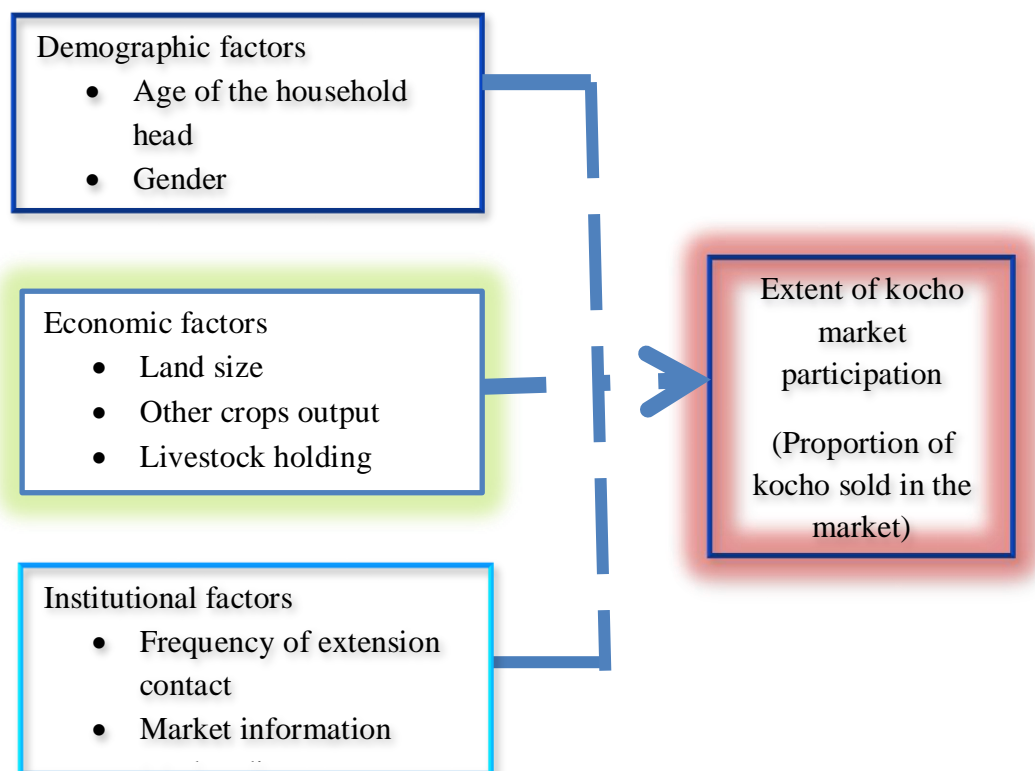 Demographic factors
• Age of the household
head
• Gender
Economic factors
• Land size
• Other crops output
• Livestock holding
Institutional factors
• Frequency of extension
contact
• Market information
Extent of kocho
market
participation
(Proportion of
kocho sold in the
market)